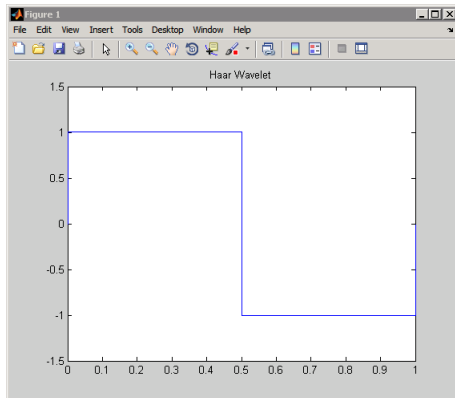 Figure 1
File Edit View Insert Tools Desktop Window Help
Haar Wavelet
1.5
1
0.5
0
-0.5
-1
-1.5
0 0.1 0.2 0.3 0.4 0.5 0.6 0.7 0.8 0.9 1